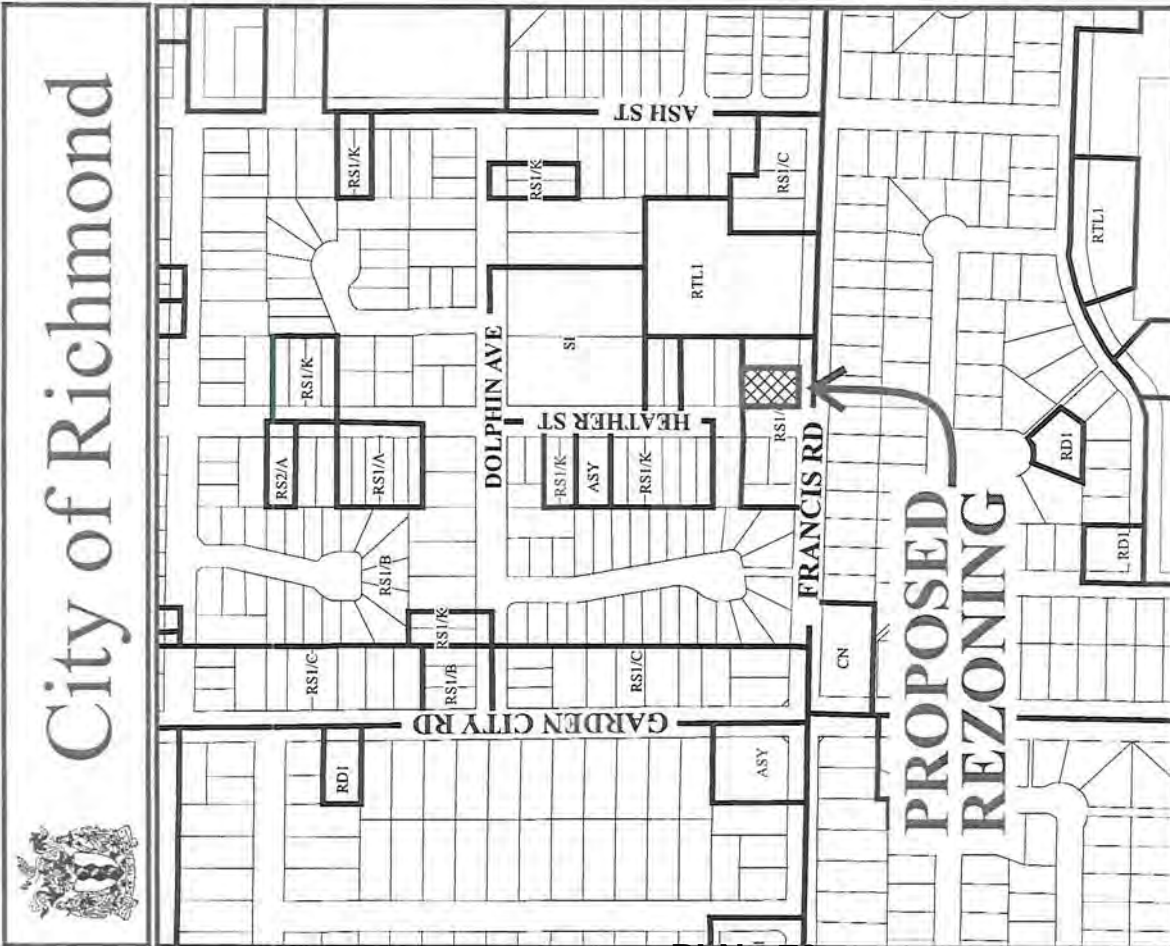 City of Richmond
RS2/A
-RS1/K-
-RS1/C-
RD1
-RS1/K-
-RS1/A-
RS1/B
RS1/K
RS1/B
DOLPHIN AVE
GARDEN CITY RD
RS1/K
-RS1/K-
SI
ASY
HEATHER ST
RS1/C
-RS1/K-
ASH ST
RTL1
ASY
RS1/
RS1/C
FRANCIS RD
CN
PROPOSED
REZONING
RD1
RD1
RTL1